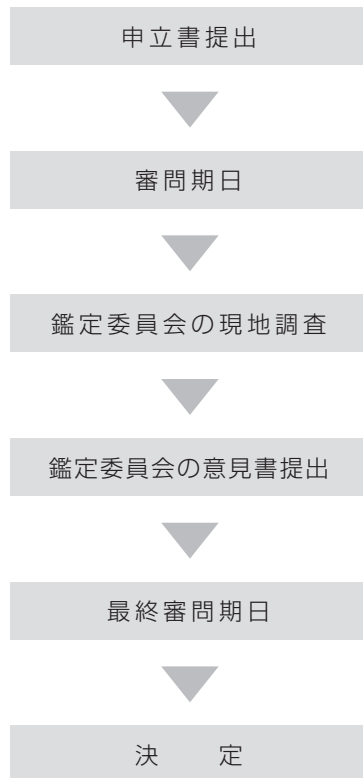 申立書提出
審問期日
鑑定委員会の現地調査
鑑定委員会の意見書提出
最終審問期日
決　　定